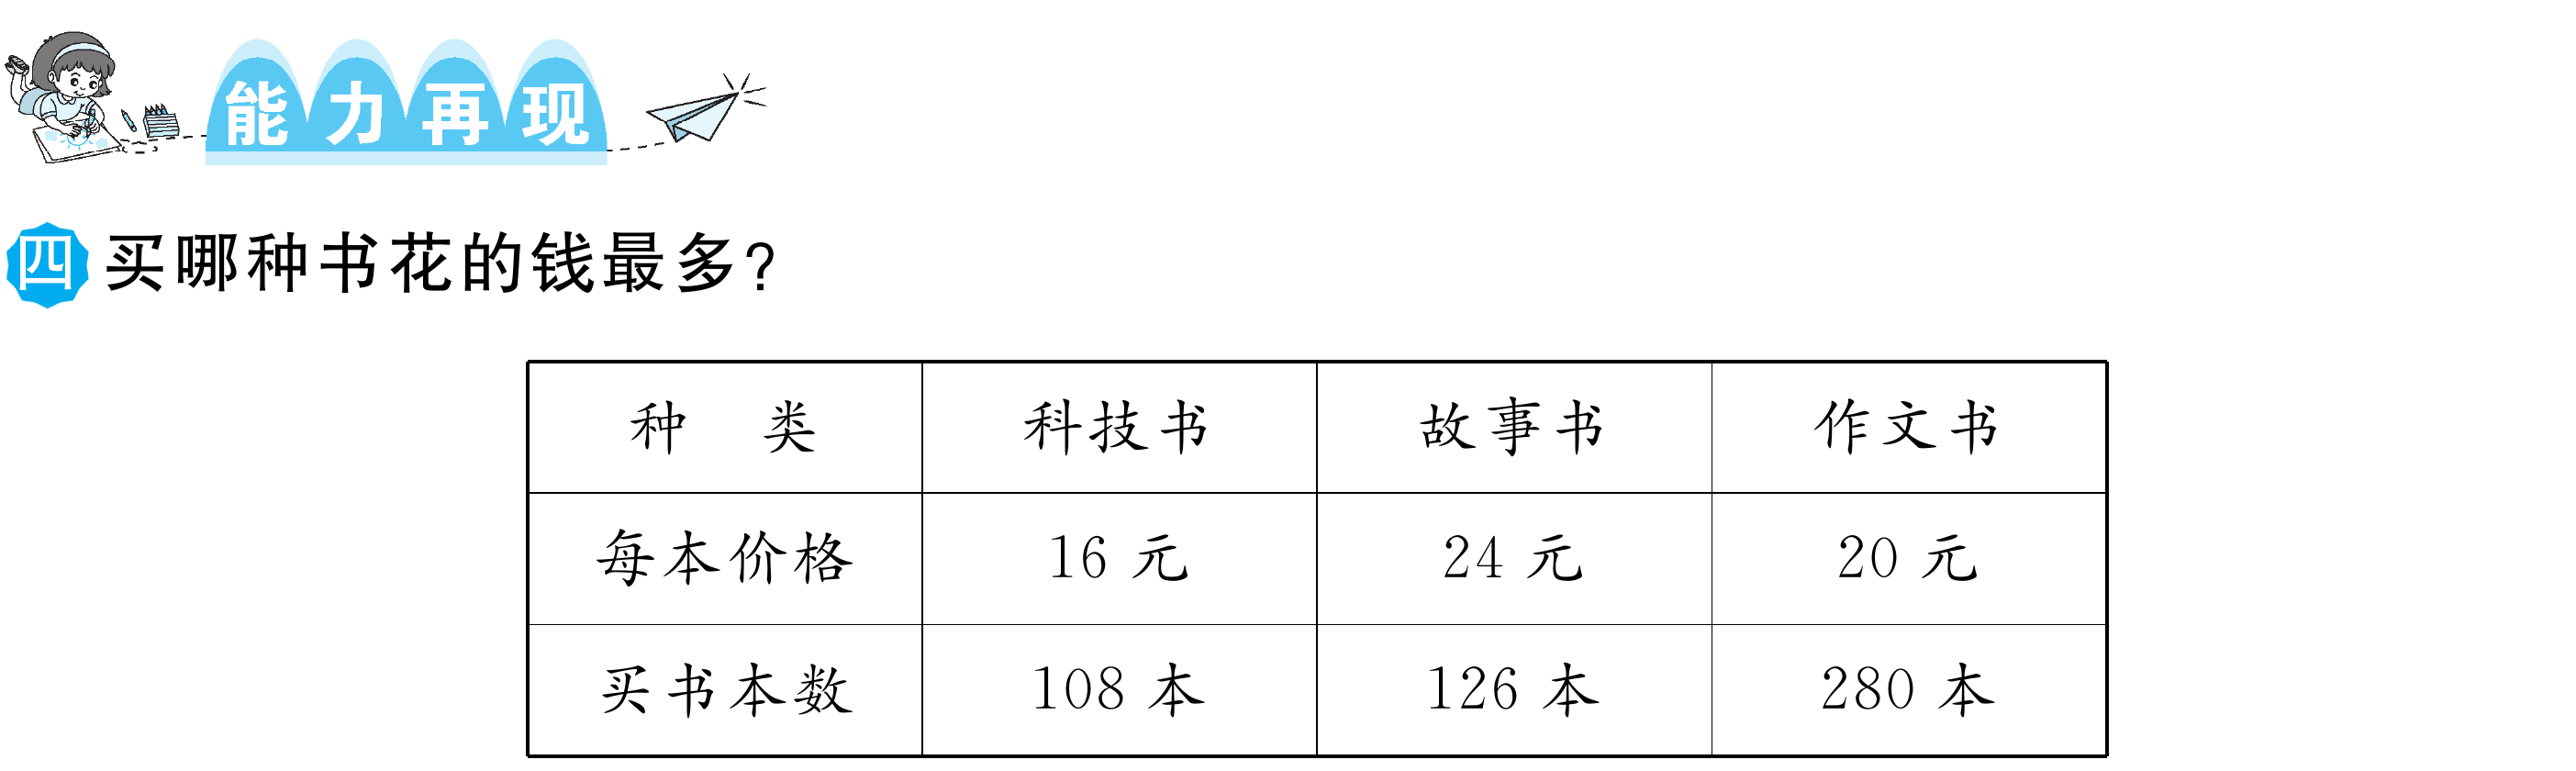 能力再现
四 买哪种书花的钱最多?
种 类 科技书 故事书 作文书
每本价格 16 元 24 元 20 元
买书本数 108 本 126 本 280 本